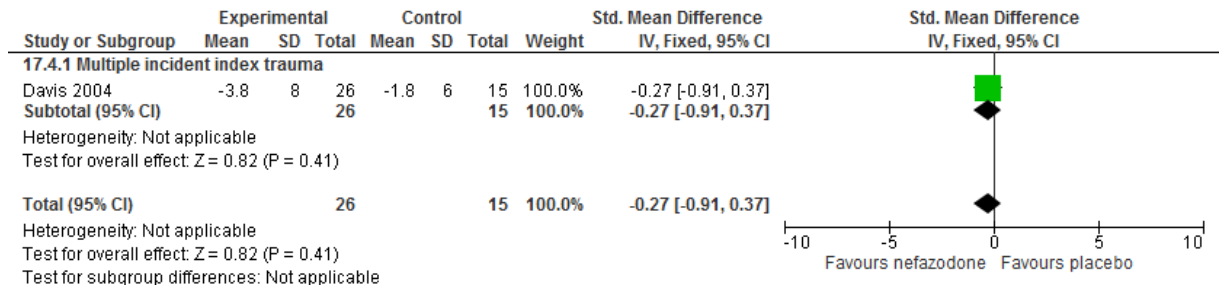 Experimental Control Std. Mean Difference Std. Mean Difference
Study or Subgroup Mean SD Total Mean SD Total Weight IV, Fixed, 95% CI IV, Fixed, 95% CI
17.4.1 Multiple incident index trauma
Davis 2004 -3.8 8 26 -1.8 6 15 100.0% -0.27 [-0.91, 0.37]
Subtotal (95% CI) 26 15 100.0% -0.27 [-0.91, 0.37]
Heterogeneity: Not applicable
Test for overall effect: Z = 0.82 (P = 0.41)
Total (95% CI) 26 15 100.0% -0.27 [-0.91, 0.37]
Heterogeneity: Not applicable
Test for overall effect: Z = 0.82 (P = 0.41)
Test for subgroup differences: Not applicable
-10 -5 0 5 10
Favours nefazodone Favours placebo